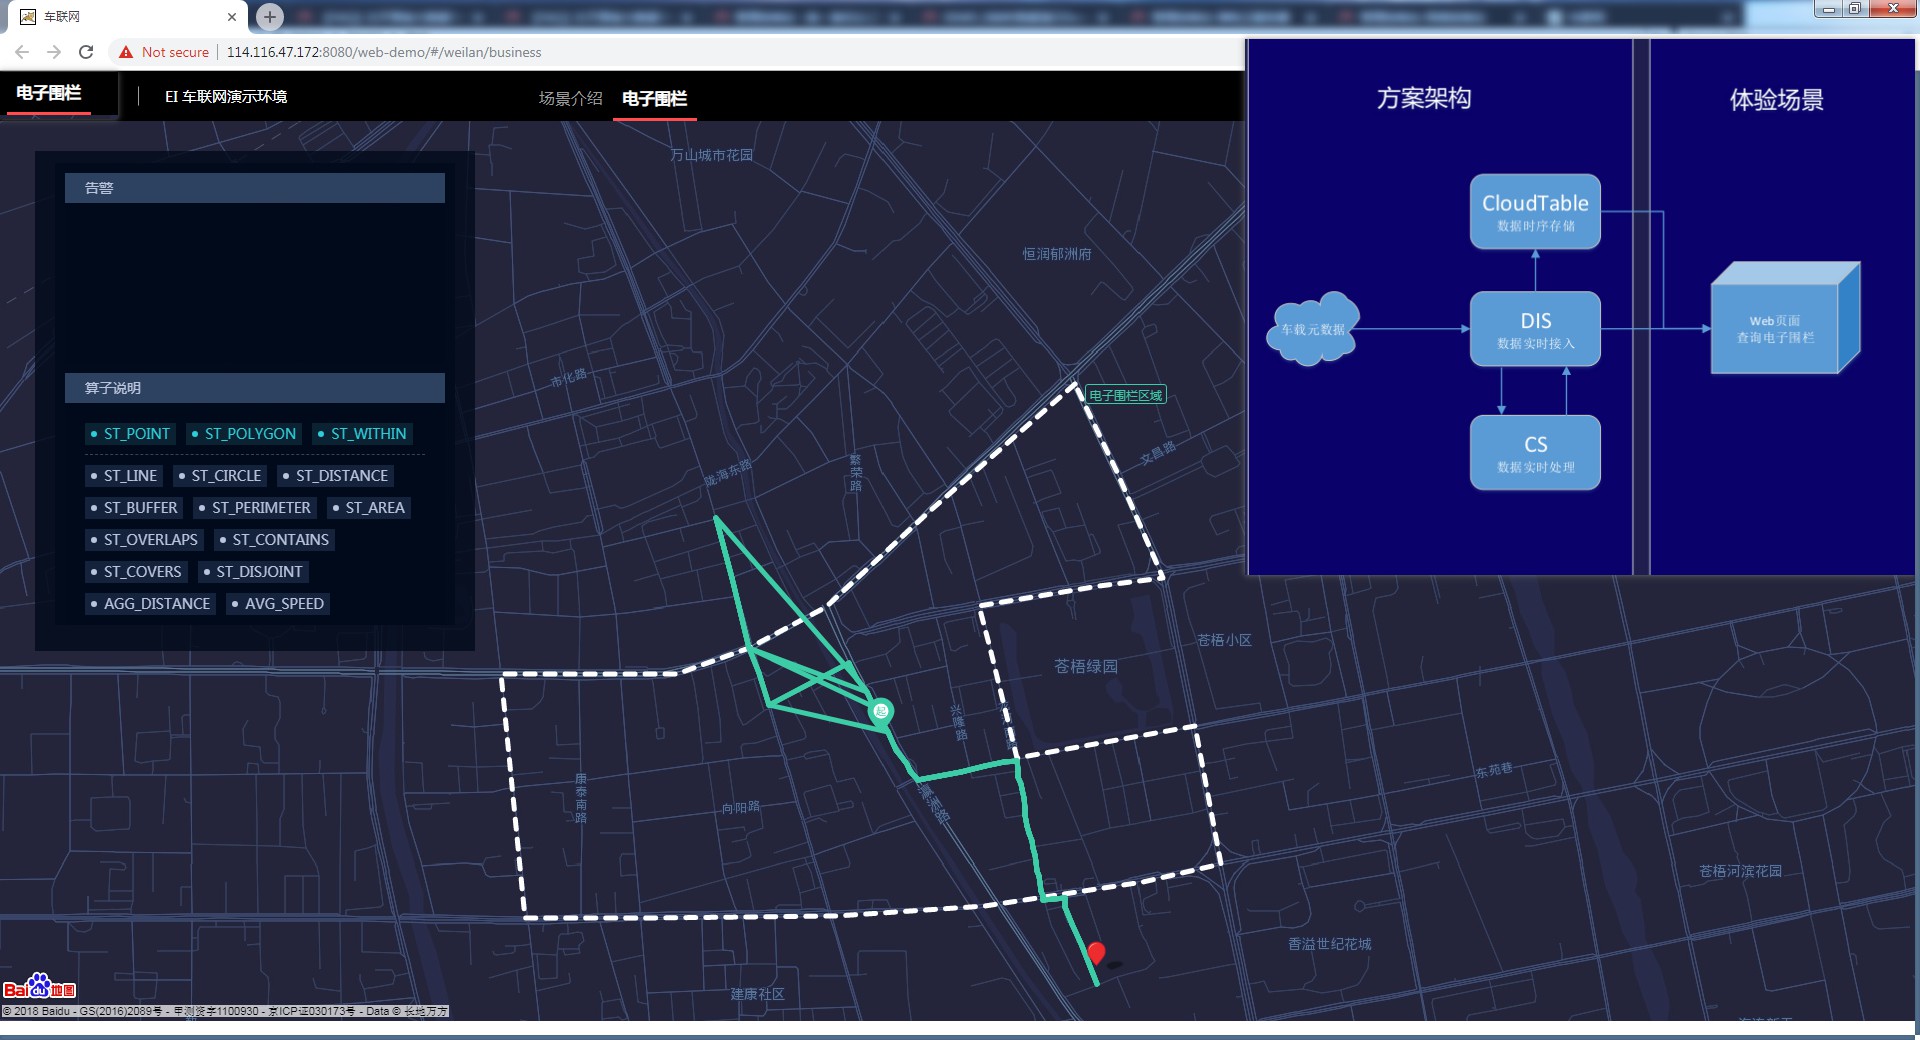 车联网
Not secure
114.116.47.172:8080/web-demo/#/weilan/business
电子围栏
EI 车联网演示环境
场景介绍
电子围栏
方案架构
体验场景
CloudTable
数据时序存储
车载元数据
DIS
数据实时接入
Web页面
查询电子围栏
CS
数据实时处理
告警
算子说明
ST_POINT ST_POLYGON ST_WITHIN
ST_LINE ST_CIRCLE ST_DISTANCE
ST_BUFFER ST_PERIMETER ST_AREA
ST_OVERLAPS ST_CONTAINS
ST_COVERS ST_DISJOINT
AGG_DISTANCE AVG_SPEED
万山城市花园
恒润郁洲府
市化路
电子围栏区域
陇海东路
繁荣路
文昌路
苍梧小区
苍梧绿园
起
兴隆路
康泰南路
向阳路
瀛洲路
东苑巷
苍梧河滨花园
香溢世纪花城
建康社区
Bai du 地图
© 2018 Baidu - GS(2016)2089号 - 甲测资字1100930 - 京ICP证030173号 - Data © 长地万方